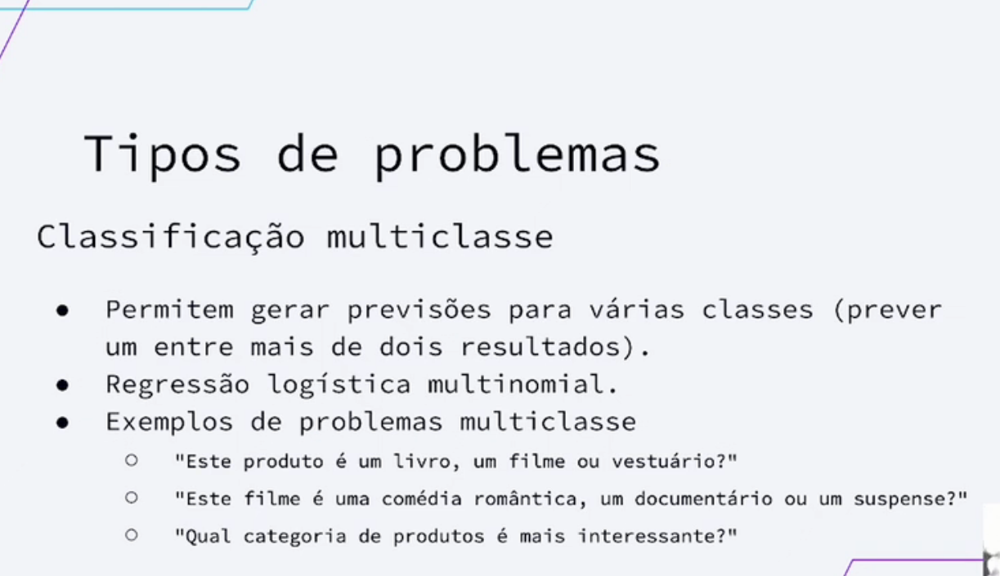 Tipos de problemas
Classificação multiclasse
● Permitem gerar previsões para várias classes (prever
um entre mais de dois resultados).
● Regressão logística multinomial.
● Exemplos de problemas multiclasse
○ "Este produto é um livro, um filme ou vestuário?"
○ "Este filme é uma comédia romântica, um documentário ou um suspense?"
○ "Qual categoria de produtos é mais interessante?"